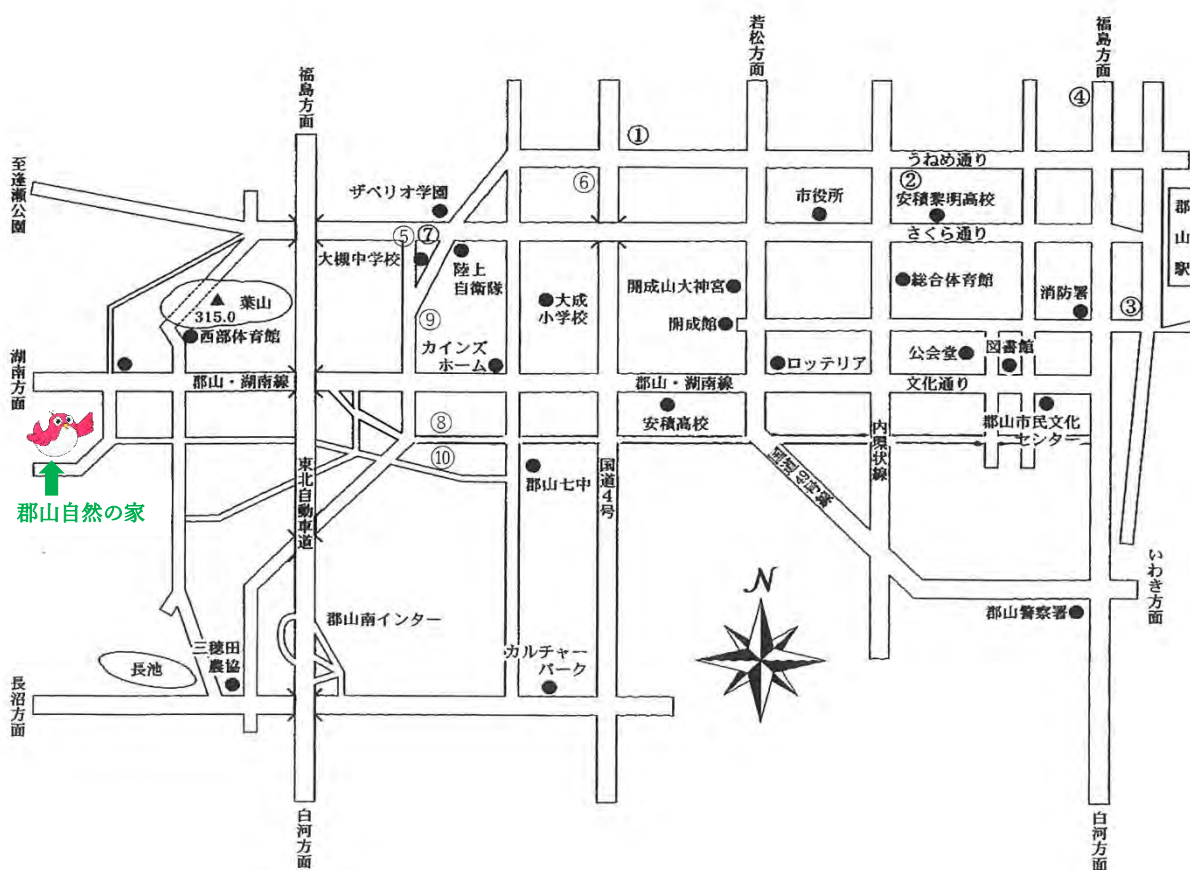 若松方面
福島方面
福島方面
④
①
うねめ通り
至逢瀬公園
ザベリオ学園
⑥
市役所
②
安積黎明高校
郡山駅
⑤
⑦
さくら通り
大槻中学校
陸上
自衛隊
総合体育館
開成山大神宮
消防署
葉山
315.0
大成
小学校
③
⑨
開成館
西部体育館
カインズ
ホーム
公会堂
図書館
ロッテリア
湖南方面
郡山・湖南線
郡山・湖南線
文化通り
⑧
安積高校
郡山市民文化
センター
内環状線
⑩
国道49号線
東北自動車道
郡山七中
国道4号
郡山自然の家
いわき方面
N
郡山南インター
郡山警察署
三穂田
農協
カルチャー
パーク
長池
長沼方面
白河方面
白河方面